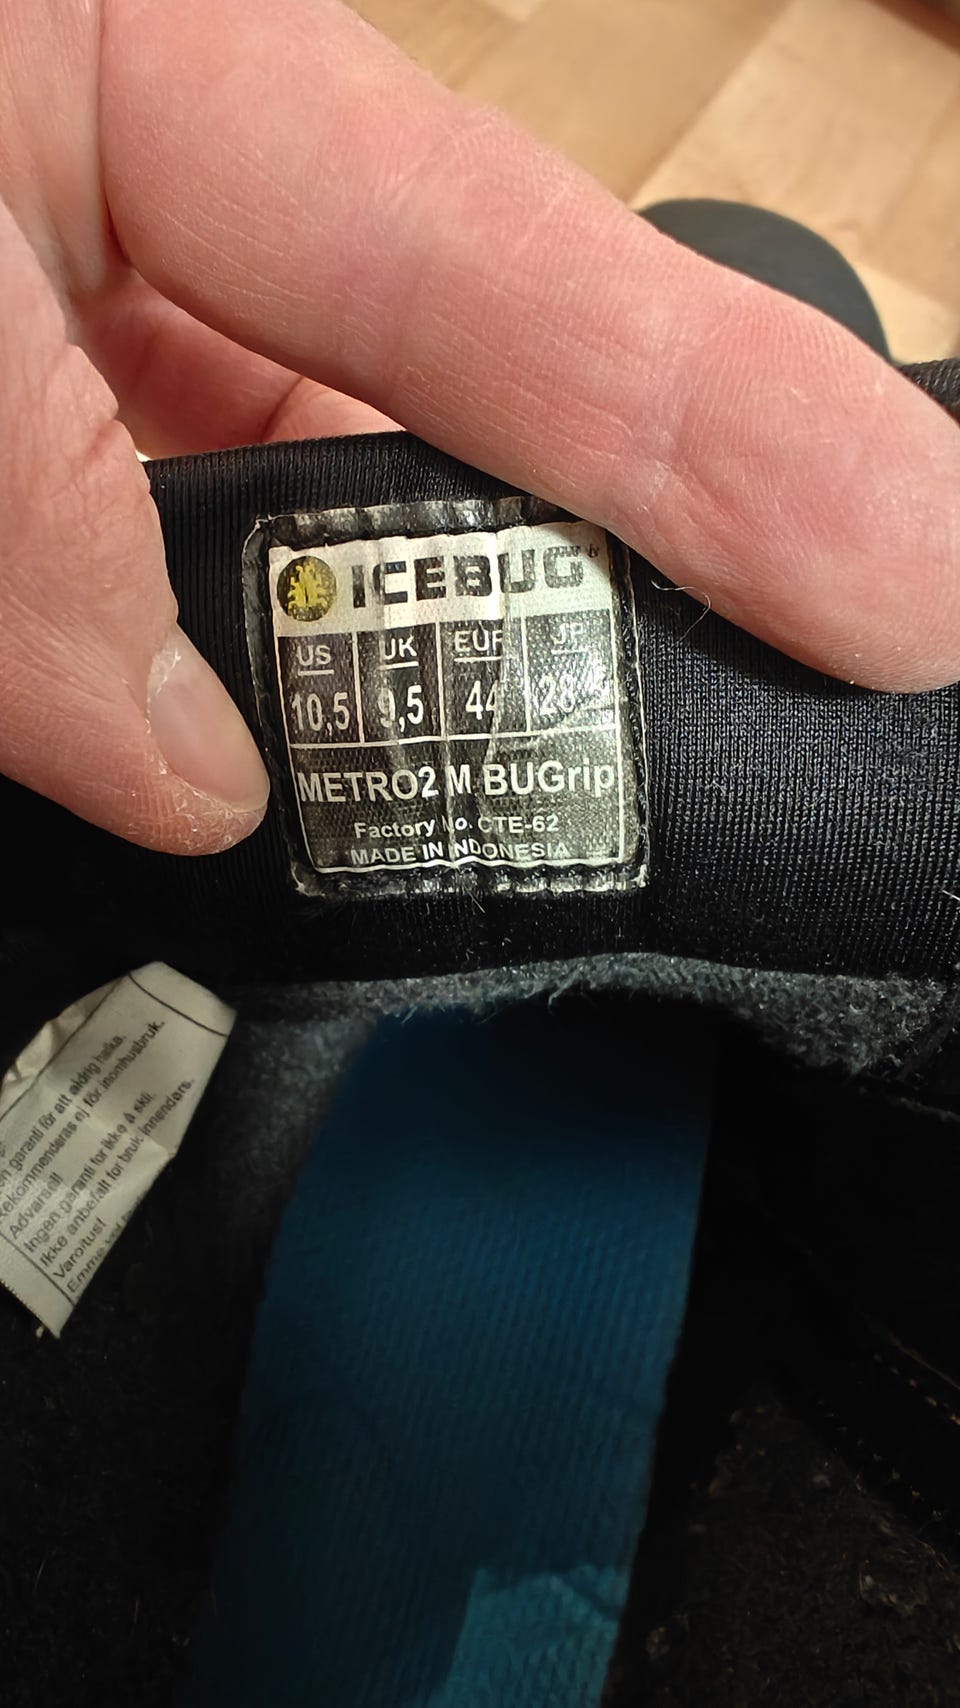 ICEBUG
US UK EUR JP
10,5 9,5 44
METRO2 M BUGrip
Factory No. CTE-62
MADE IN INDONESIA
garanti för att aldrig halka.
Rekommenderas ej för inomhusbruk.
Advarsel!
Ingen garanti for ikke å skli.
Ikke anbefalt for bruk innendørs.
Varoitus!
Emme